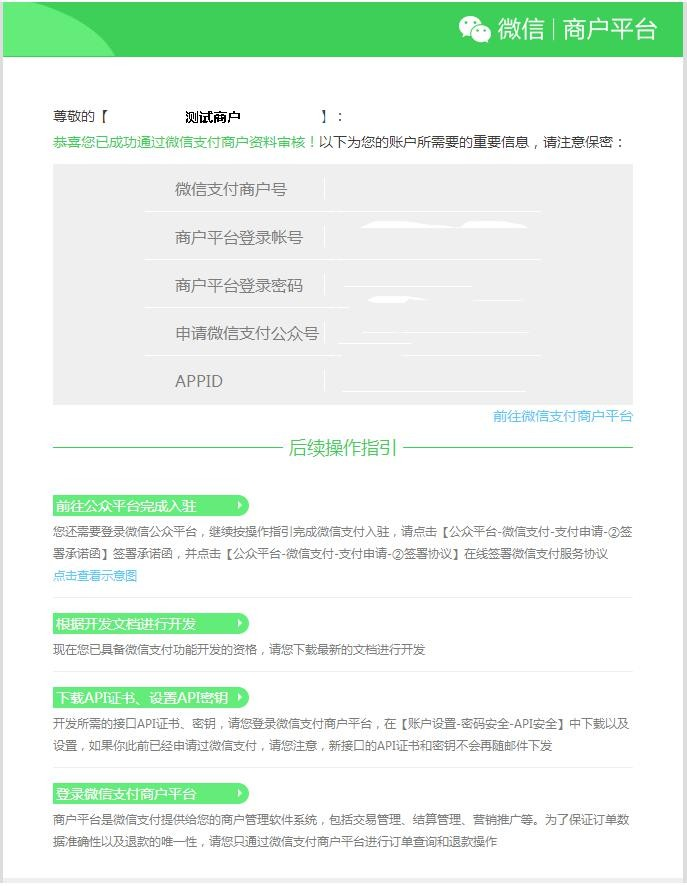 微信 | 商户平台
尊敬的【 测试商户 】：
恭喜您已成功通过微信支付商户资料审核！以下为您的账户所需要的重要信息，请注意保密：
微信支付商户号
商户平台登录帐号
商户平台登录密码
申请微信支付公众号
APPID
前往微信支付商户平台
后续操作指引
前往公众平台完成入驻
您还需要登录微信公众平台，继续按操作指引完成微信支付入驻，请点击【公众平台-微信支付-支付申请-②签
署承诺函】签署承诺函，并点击【公众平台-微信支付-支付申请-②签署协议】在线签署微信支付服务协议
点击查看示意图
根据开发文档进行开发
现在您已具备微信支付功能开发的资格，请您下载最新的文档进行开发
下载API证书、设置API密钥
开发所需的接口API证书、密钥，请您登录微信支付商户平台，在【账户设置-密码安全-API安全】中下载以及
设置，如果你此前已经申请过微信支付，请您注意，新接口的API证书和密钥不会再随邮件下发
登录微信支付商户平台
商户平台是微信支付提供给您的商户管理软件系统，包括交易管理、结算管理、营销推广等。为了保证订单数
据准确性以及退款的唯一性，请您只通过微信支付商户平台进行订单查询和退款操作